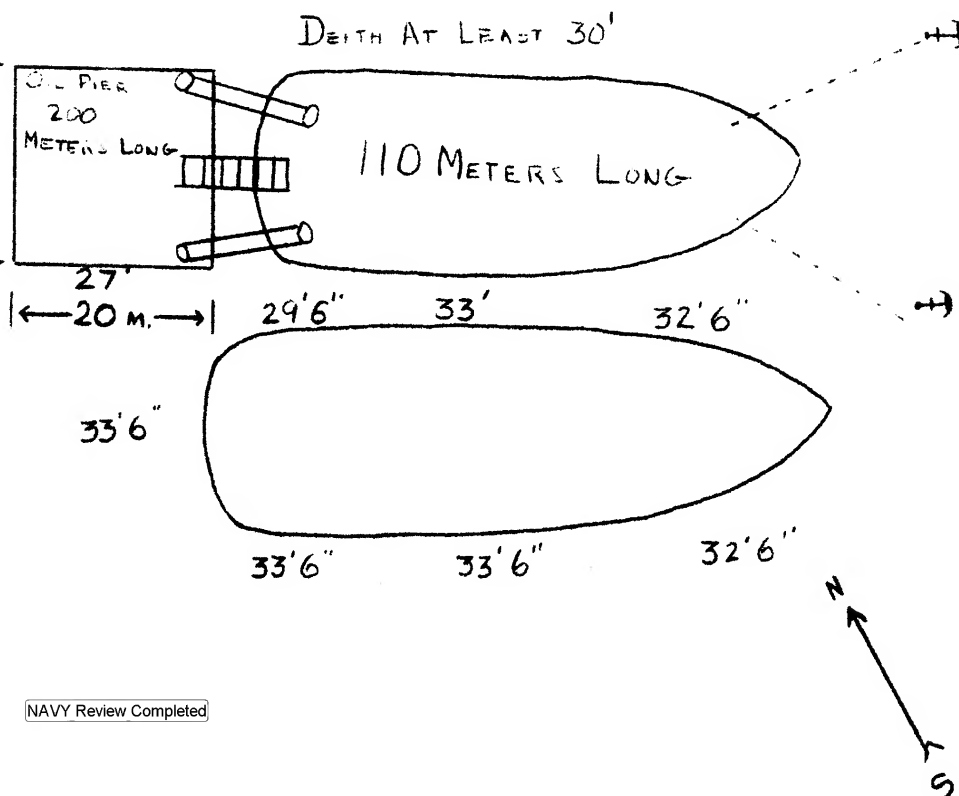 DEPTH AT LEAST 30'
OIL PIER
200
METERS LONG
110 METERS LONG
27'
20 M.
29'6"
33'
32'6"
33'6"
33'6"
33'6"
32'6"
N
S
NAVY Review Completed